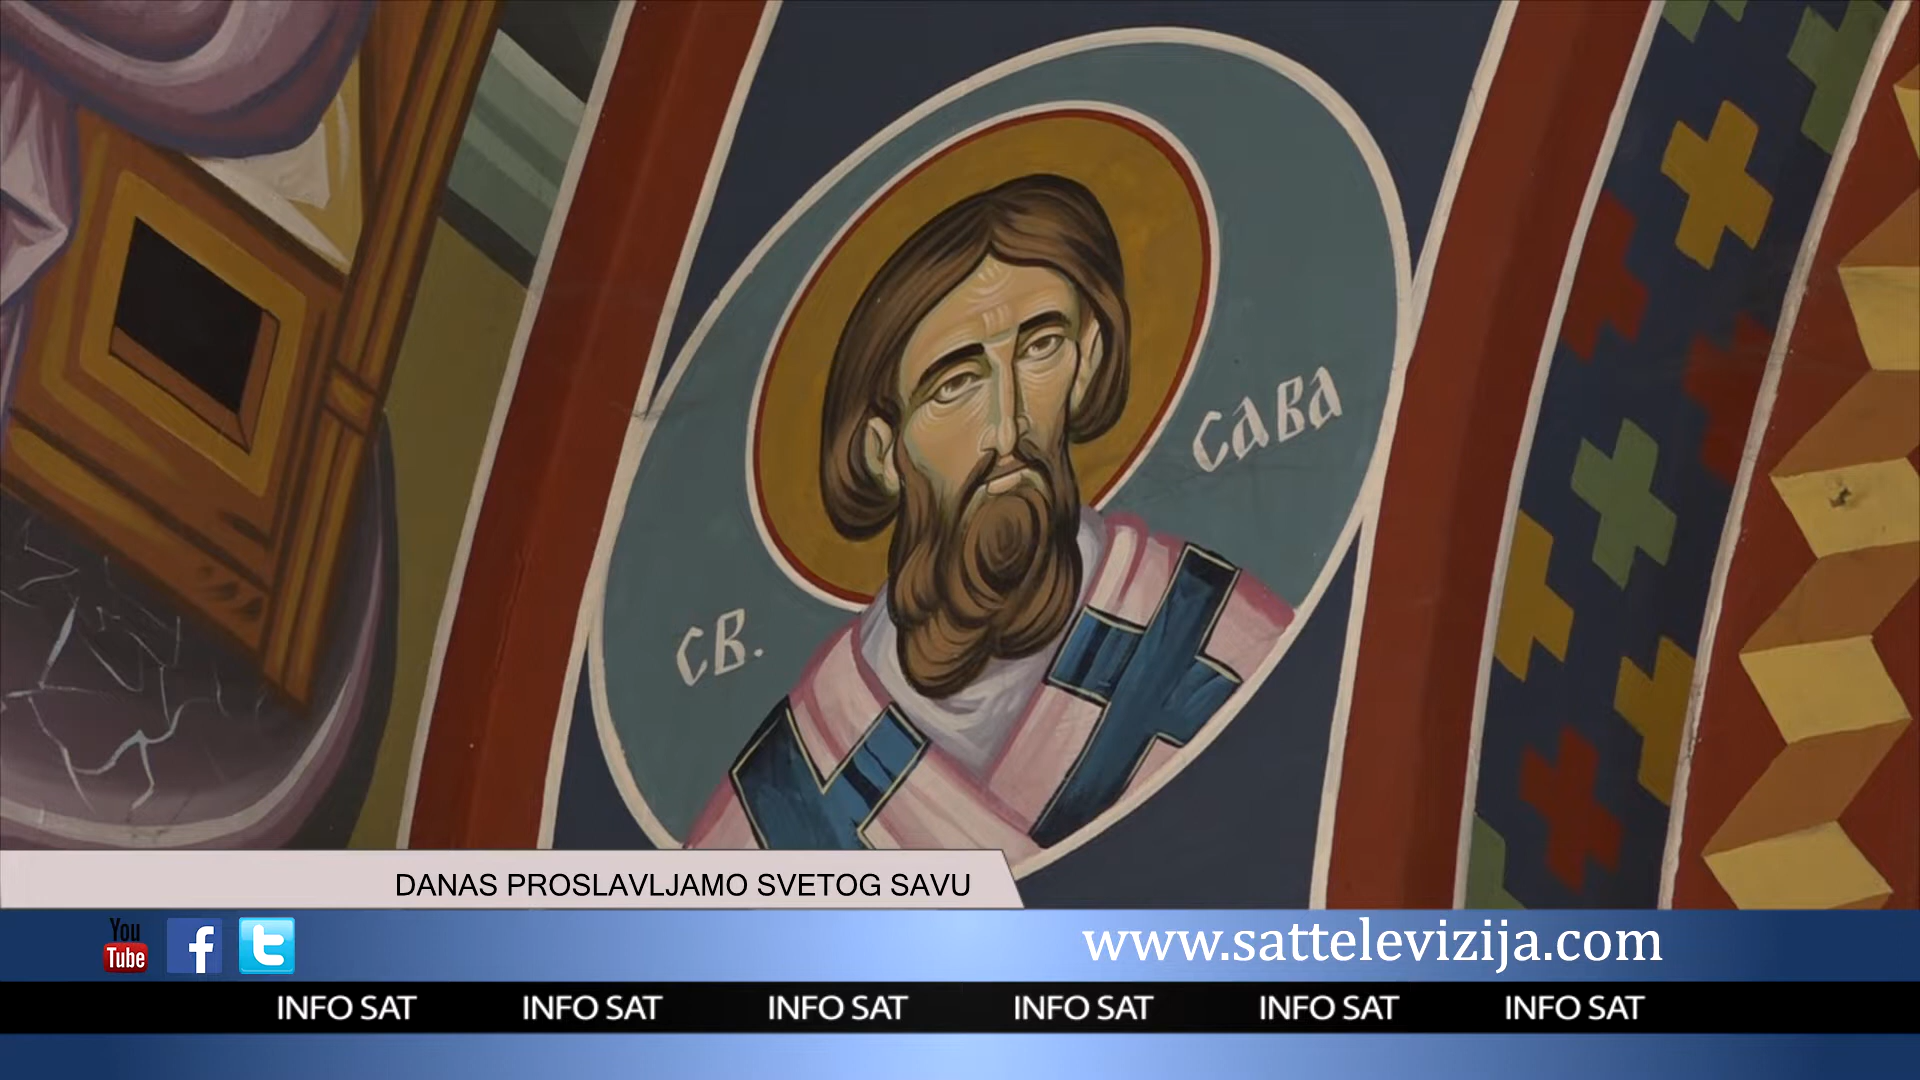 СВ.
САВА
DANAS PROSLAVLJAMO SVETOG SAVU
You
Tube
f
t
www.sattelevizija.com
INFO SAT INFO SAT INFO SAT INFO SAT INFO SAT INFO SAT